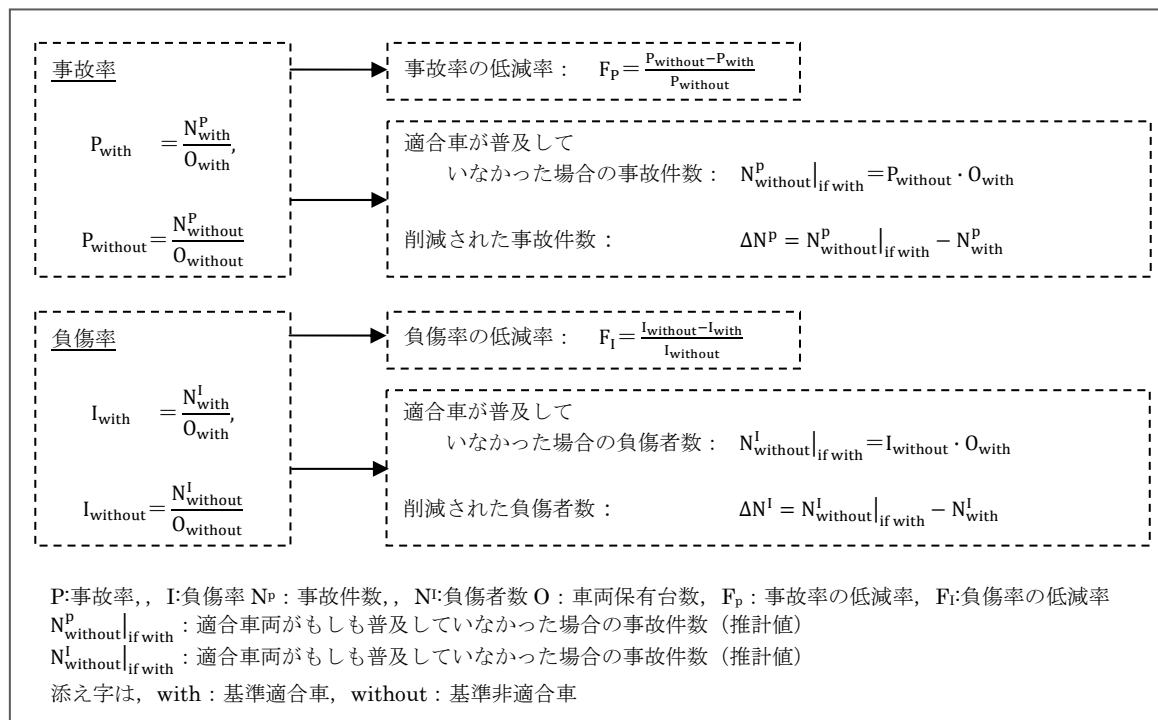 事故率
事故率の低減率: F_P=(P_without−P_with)/P_without
P_with =N^P_with/O_with,
P_without=N^P_without/O_without
適合車が普及して
いなかった場合の事故件数: N^p_without|if with=P_without·O_with
削減された事故件数: ΔN^p = N^p_without|if with − N^p_with
負傷率
負傷率の低減率: F_I=(I_without−I_with)/I_without
I_with =N^I_with/O_with,
I_without=N^I_without/O_without
適合車が普及して
いなかった場合の負傷者数: N^I_without|if with=I_without·O_with
削減された負傷者数: ΔN^I = N^I_without|if with − N^I_with
P:事故率,, I:負傷率 N^p:事故件数,, N^I:負傷者数 O:車両保有台数, F_p:事故率の低減率, F_I:負傷率の低減率
N^p_without|if with:適合車両がもしも普及していなかった場合の事故件数(推計値)
N^I_without|if with:適合車両がもしも普及していなかった場合の事故件数(推計値)
添え字は, with:基準適合車, without:基準非適合車